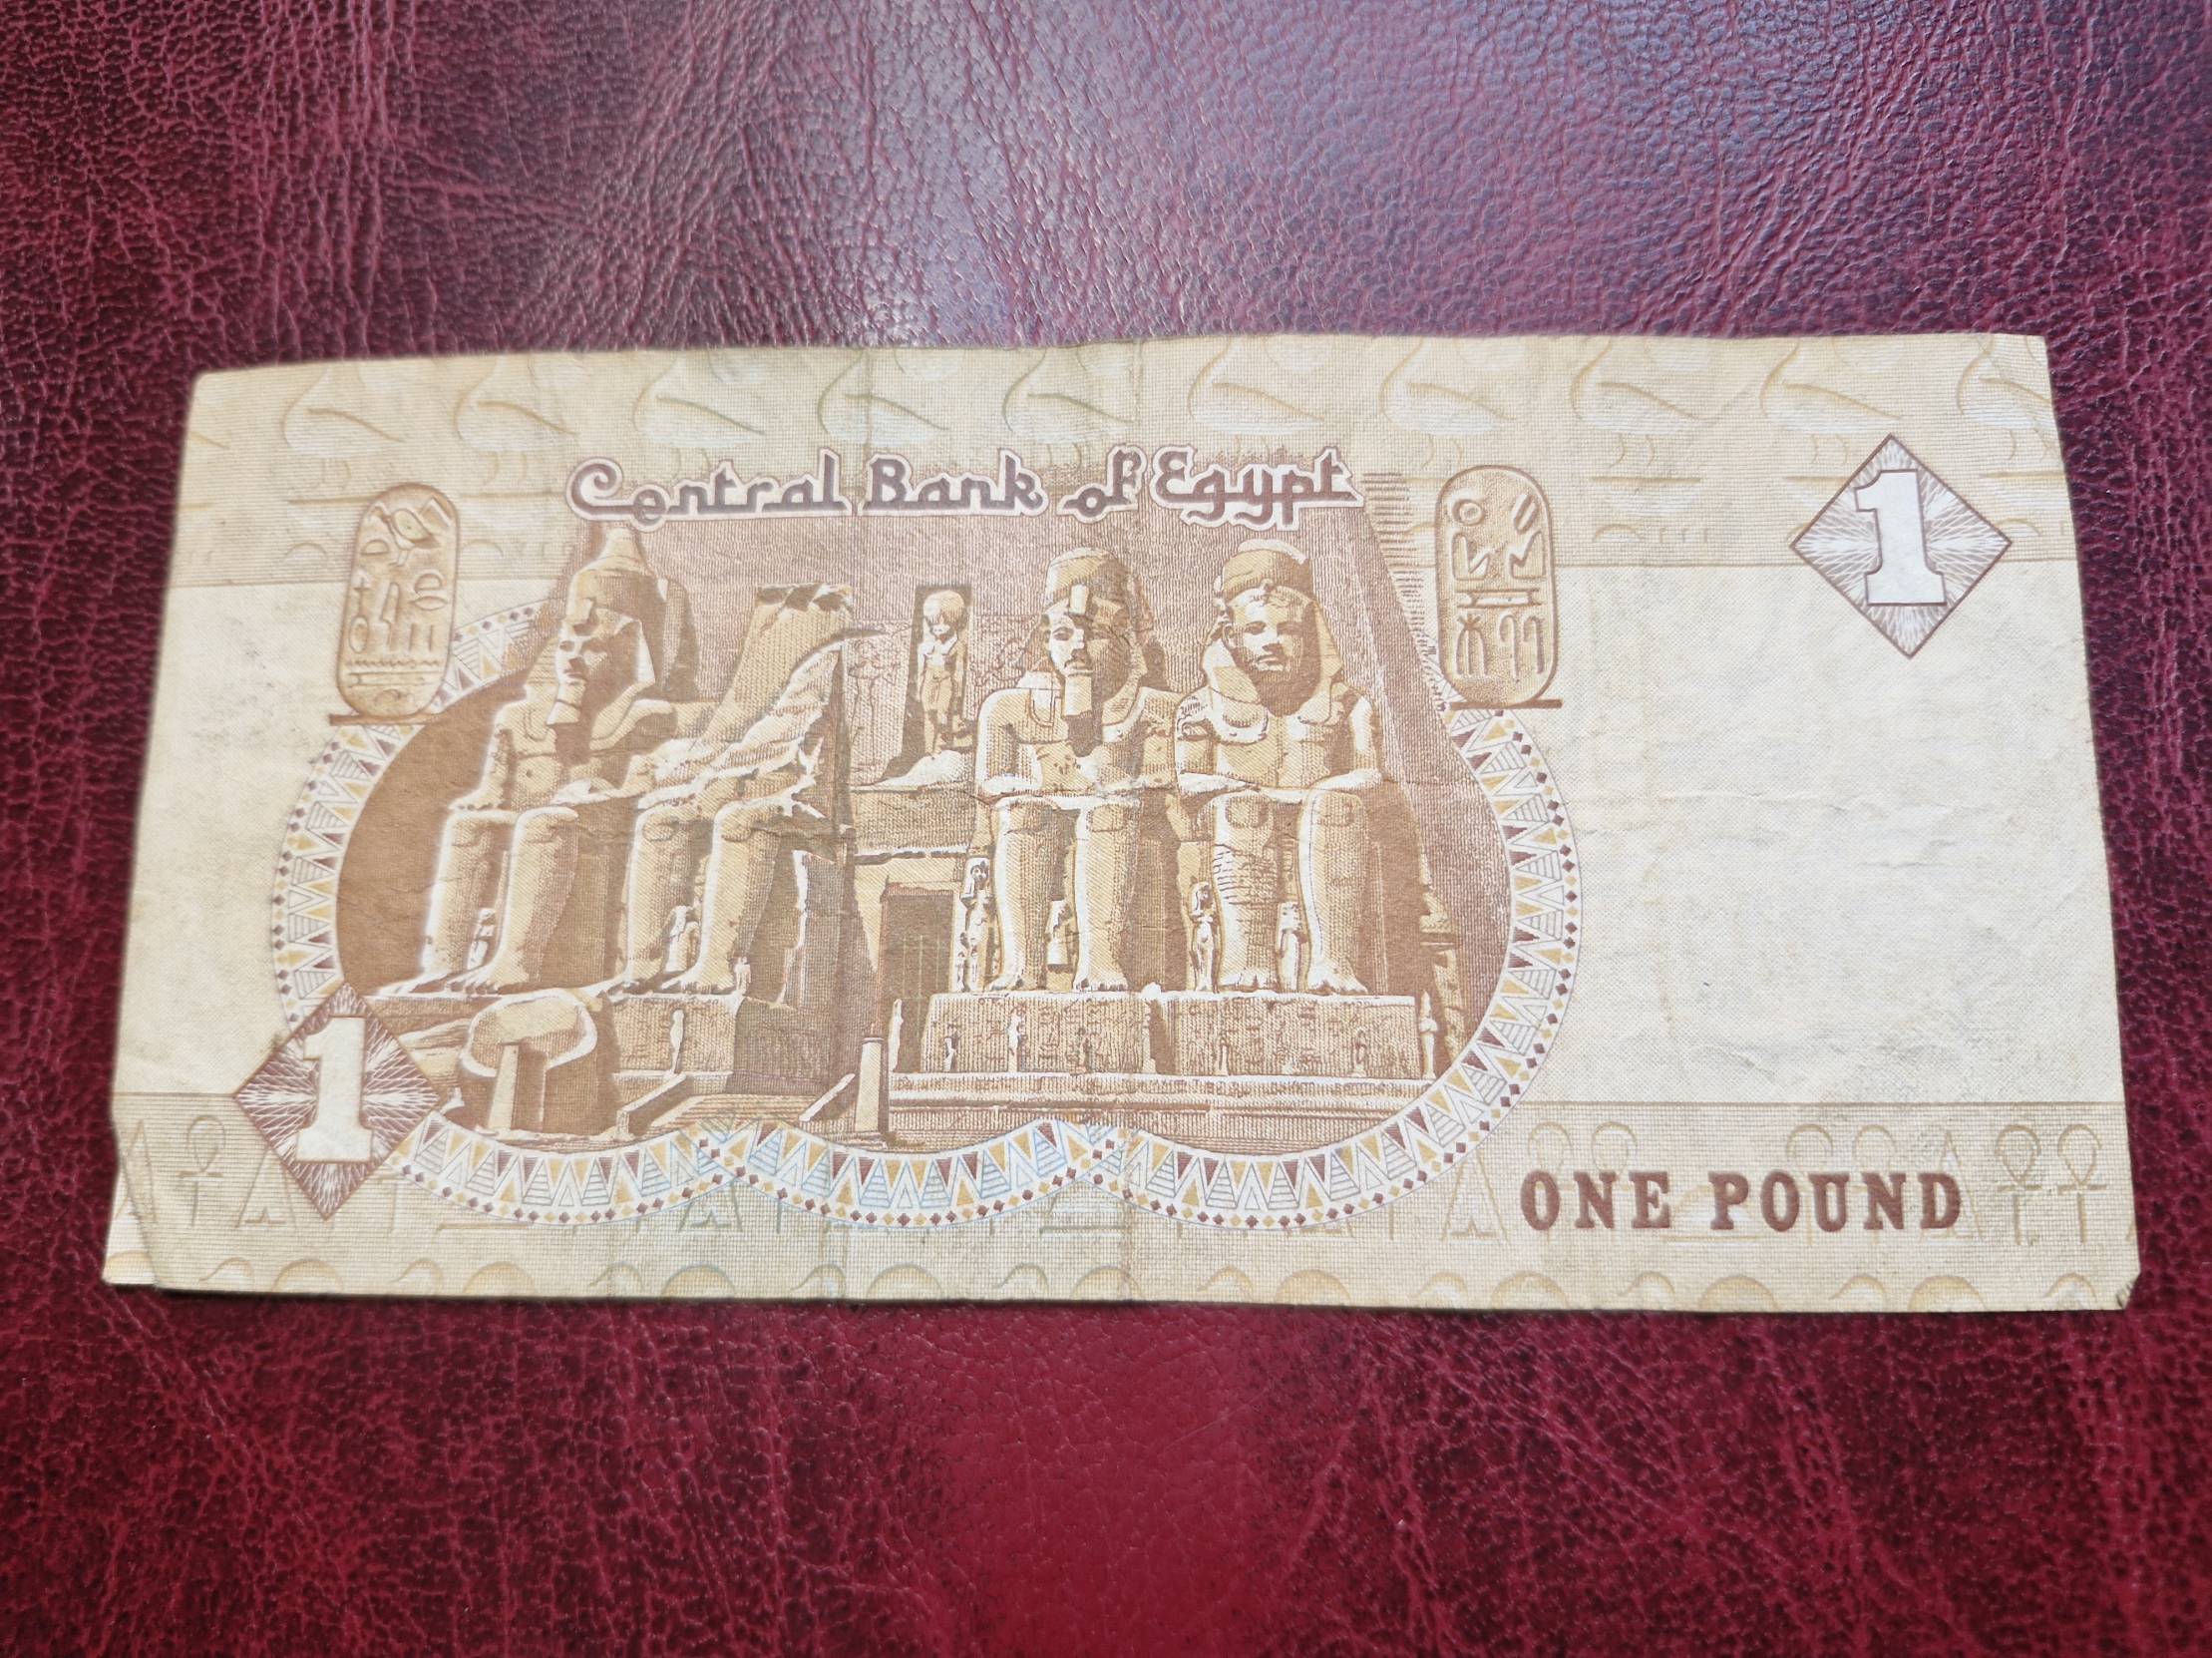 Central Bank of Egypt
1
1
ONE POUND